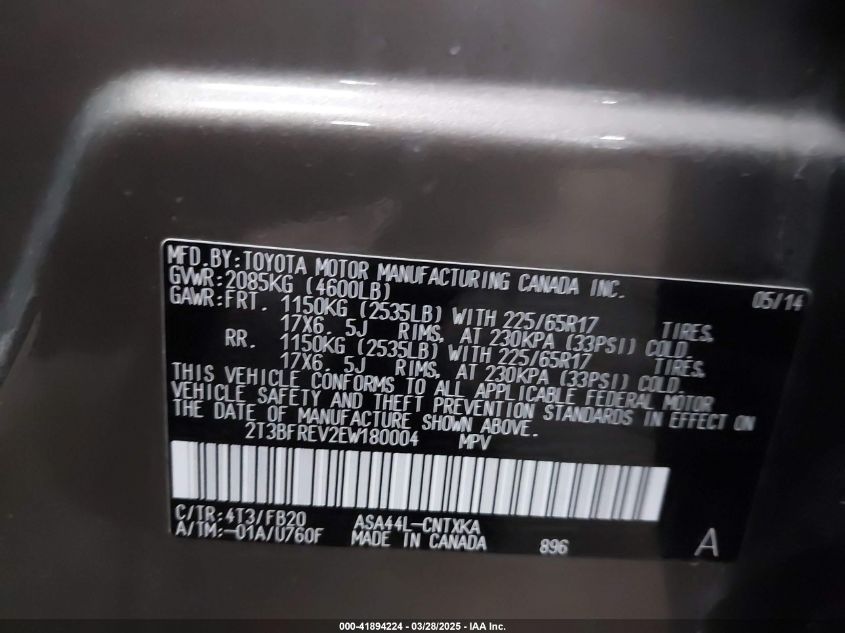 MFD. BY: TOYOTA MOTOR MANUFACTURING CANADA INC. 05/14
GVWR: 2085KG (4600LB)
GAWR: FRT. 1150KG (2535LB) WITH 225/65R17 TIRES,
17X6. 5J RIMS, AT 230KPA (33PSI) COLD.
RR. 1150KG (2535LB) WITH 225/65R17 TIRES,
17X6. 5J RIMS, AT 230KPA (33PSI) COLD.
THIS VEHICLE CONFORMS TO ALL APPLICABLE FEDERAL MOTOR
VEHICLE SAFETY AND THEFT PREVENTION STANDARDS IN EFFECT ON
THE DATE OF MANUFACTURE SHOWN ABOVE.
2T3BFREV2EW180004 MPV
C/TR: 4T3/FB20 ASA44L-CNTXKA
A/TM: -01A/U760F MADE IN CANADA 896 A
000-41894224 | 03/28/2025 - IAA Inc.